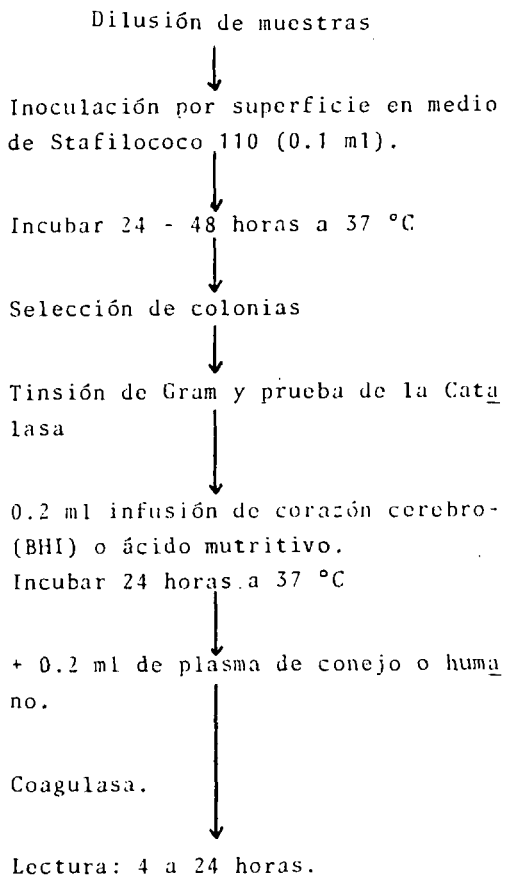 Dilusión de muestras
Inoculación por superficie en medio
de Stafilococo 110 (0.1 ml).
Incubar 24 - 48 horas a 37 °C
Selección de colonias
Tinsión de Gram y prueba de la Cata
lasa
0.2 ml infusión de corazón cerebro-
(BHI) o ácido mutritivo.
Incubar 24 horas a 37 °C
+ 0.2 ml de plasma de conejo o huma
no.
Coagulasa.
Lectura: 4 a 24 horas.